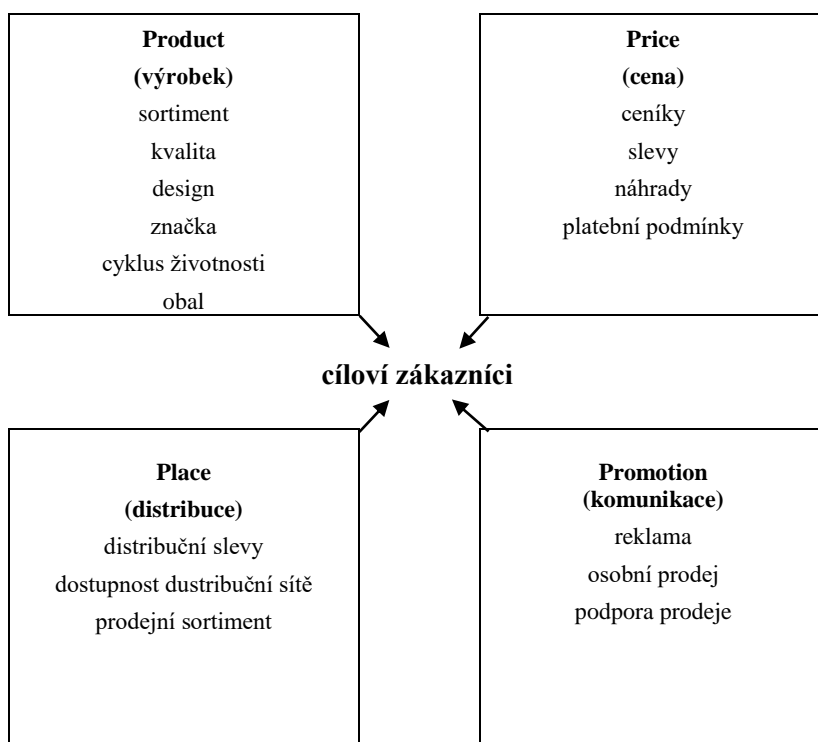 Product
(výrobek)
sortiment
kvalita
design
značka
cyklus životnosti
obal
Price
(cena)
ceníky
slevy
náhrady
platební podmínky
cíloví zákazníci
Place
(distribuce)
distribuční slevy
dostupnost dustribuční sítě
prodejní sortiment
Promotion
(komunikace)
reklama
osobní prodej
podpora prodeje